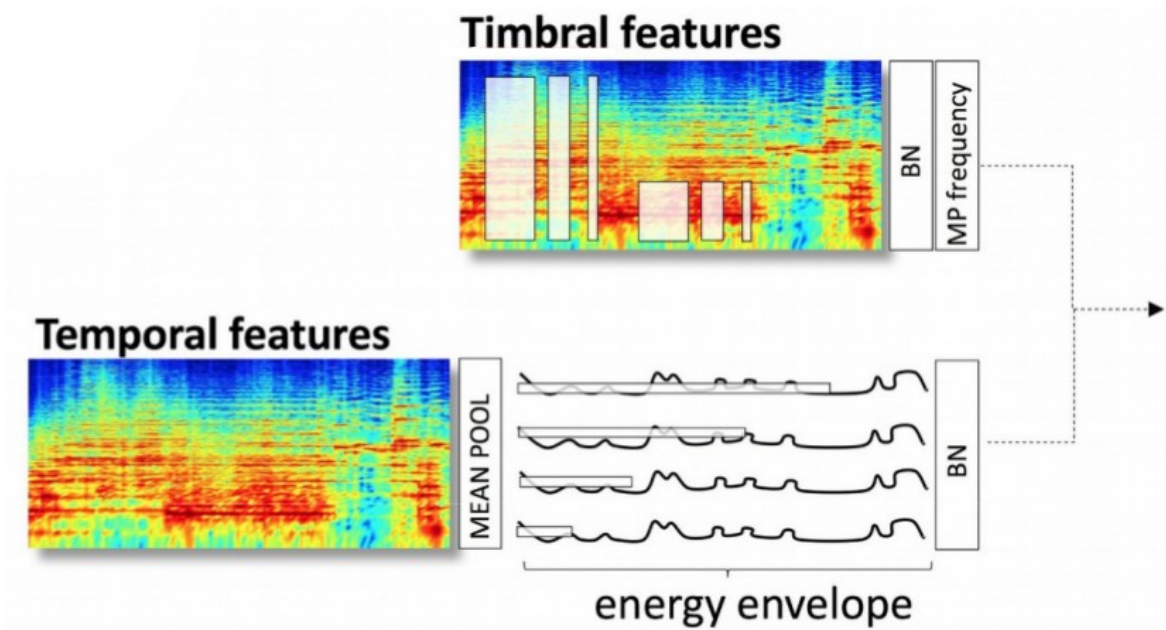 Timbral features
BN
MP frequency
Temporal features
MEAN POOL
BN
energy envelope